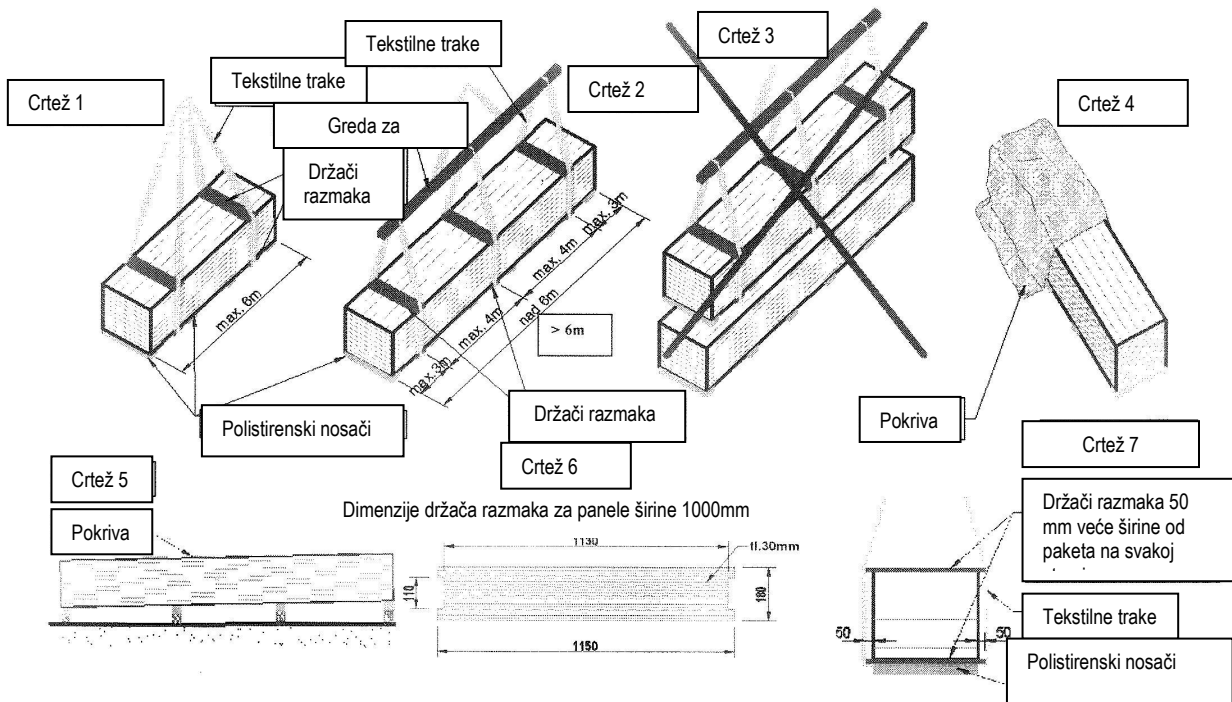 Crtež 1
Tekstilne trake
Tekstilne trake
Greda za
Držači
razmaka
max. 6m
Crtež 2
max. 3m
max. 4m
nad 6m
max. 4m
max. 3m
> 6m
Crtež 3
Crtež 4
Polistirenski nosači
Držači razmaka
Pokriva
Crtež 5
Pokriva
Crtež 6
Dimenzije držača razmaka za panele širine 1000mm
1130
tl.30mm
110
180
1150
Crtež 7
Držači razmaka 50
mm veće širine od
paketa na svakoj
50
50
Tekstilne trake
Polistirenski nosači